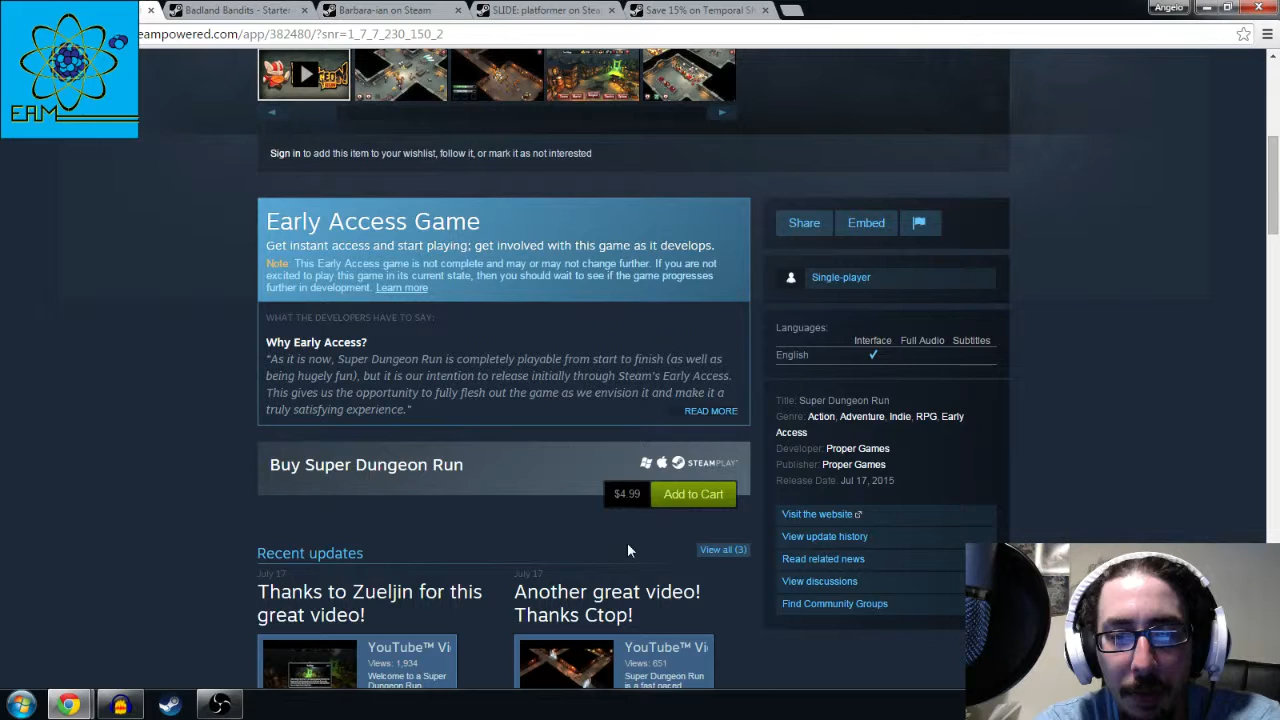 Badland Bandits - Starter
Barbara-ian on Steam
SLIDE: platformer on Stea
Save 15% on Temporal Sh
Angelo
eampowered.com/app/382480/?snr=1_7_7_230_150_2
EAM
Sign in to add this item to your wishlist, follow it, or mark it as not interested
Early Access Game
Get instant access and start playing; get involved with this game as it develops.
Note: This Early Access game is not complete and may or may not change further. If you are not
excited to play this game in its current state, then you should wait to see if the game progresses
further in development. Learn more
WHAT THE DEVELOPERS HAVE TO SAY:
Why Early Access?
"As it is now, Super Dungeon Run is completely playable from start to finish (as well as
being hugely fun), but it is our intention to release initially through Steam's Early Access.
This gives us the opportunity to fully flesh out the game as we envision it and make it a
truly satisfying experience."
READ MORE
Buy Super Dungeon Run
STEAMPLAY
$4.99
Add to Cart
Recent updates
View all (3)
July 17
Thanks to Zueljin for this
great video!
YouTube™ Vi
Views: 1,934
Welcome to a Super
Dungeon Run
July 17
Another great video!
Thanks Ctop!
YouTube™ Vi
Views: 651
Super Dungeon Run
is a fast paced
Share
Embed
Single-player
Languages:
Interface Full Audio Subtitles
English ✔
Title: Super Dungeon Run
Genre: Action, Adventure, Indie, RPG, Early
Access
Developer: Proper Games
Publisher: Proper Games
Release Date: Jul 17, 2015
Visit the website
View update history
Read related news
View discussions
Find Community Groups